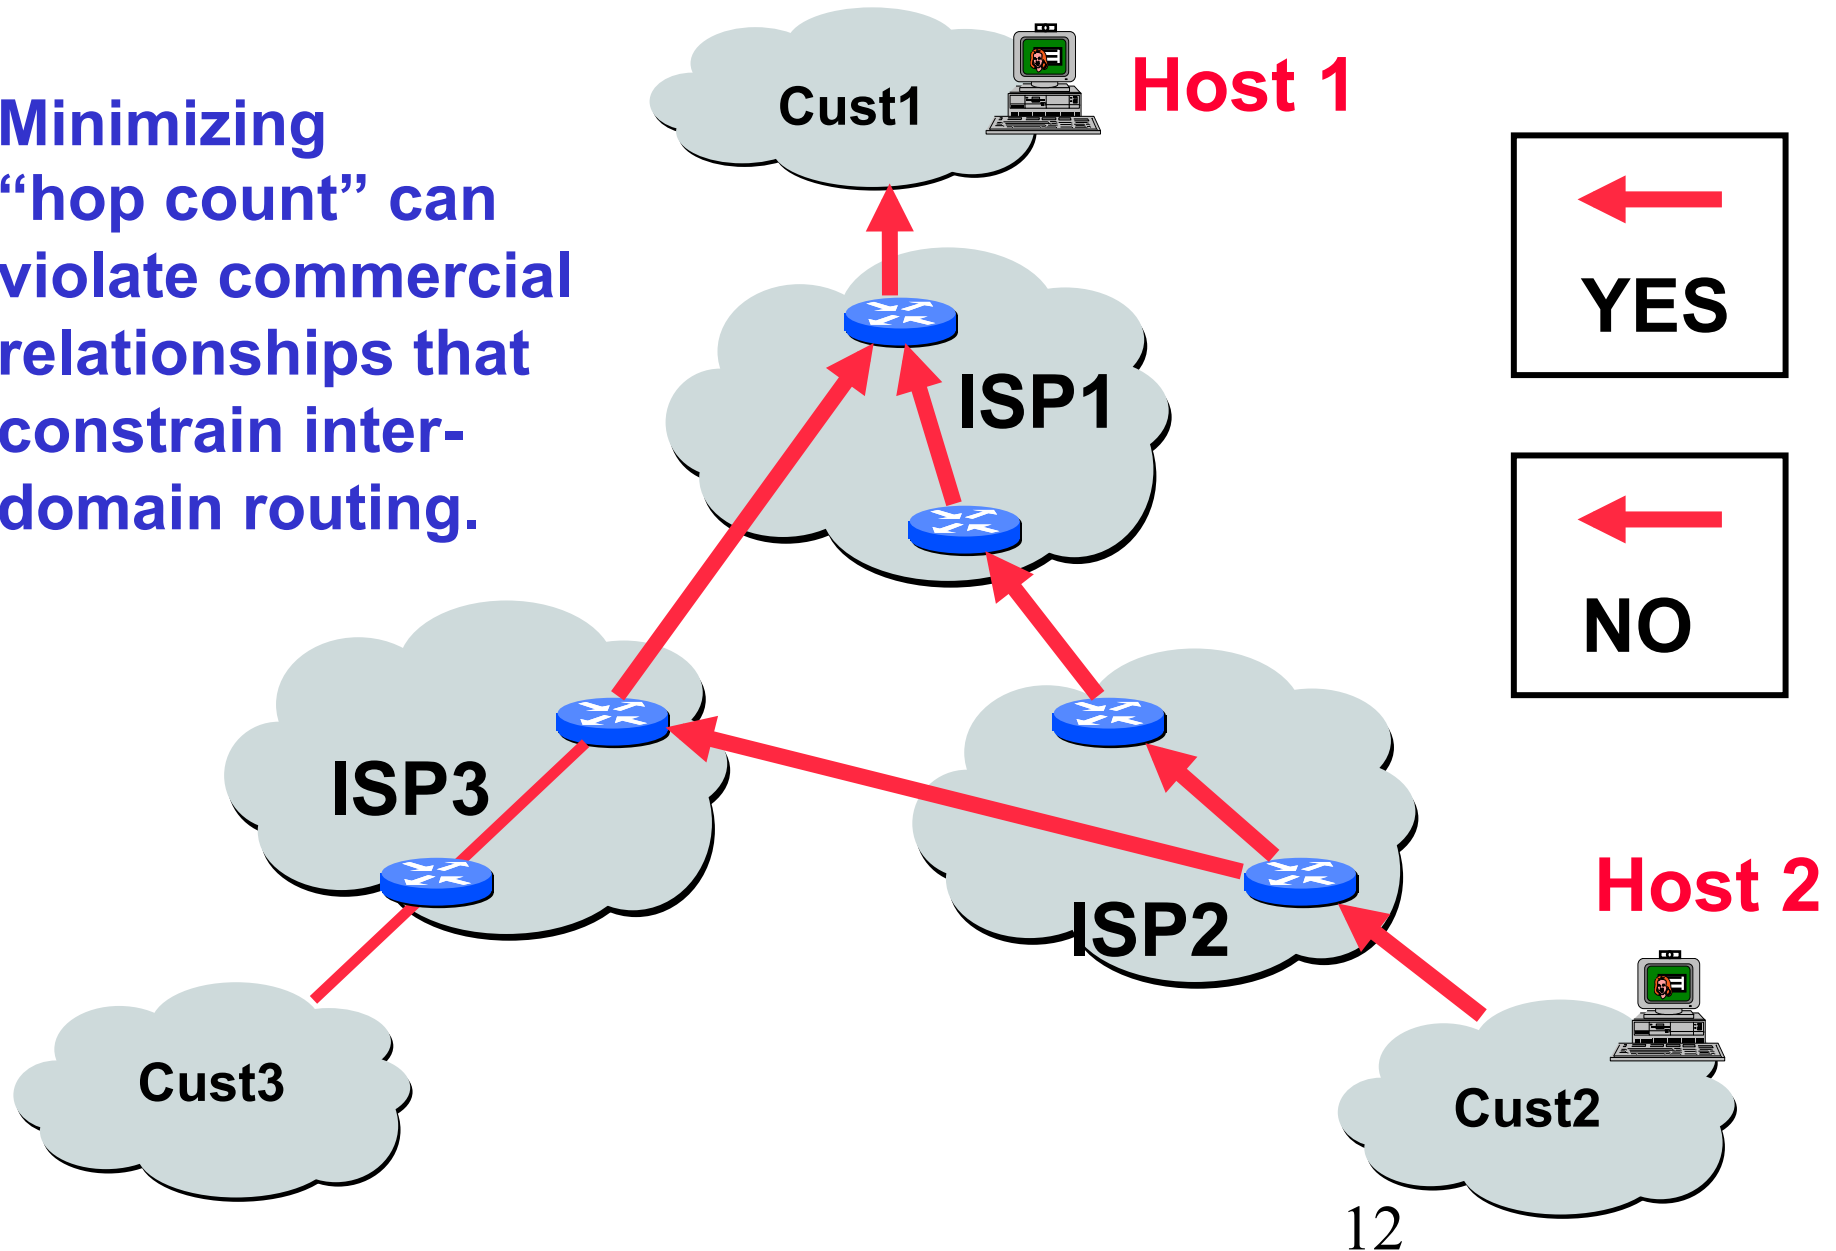 Minimizing
“hop count” can
violate commercial
relationships that
constrain inter-
domain routing.
Cust1
Host 1
YES
ISP1
NO
ISP3
ISP2
Host 2
Cust3
Cust2
12